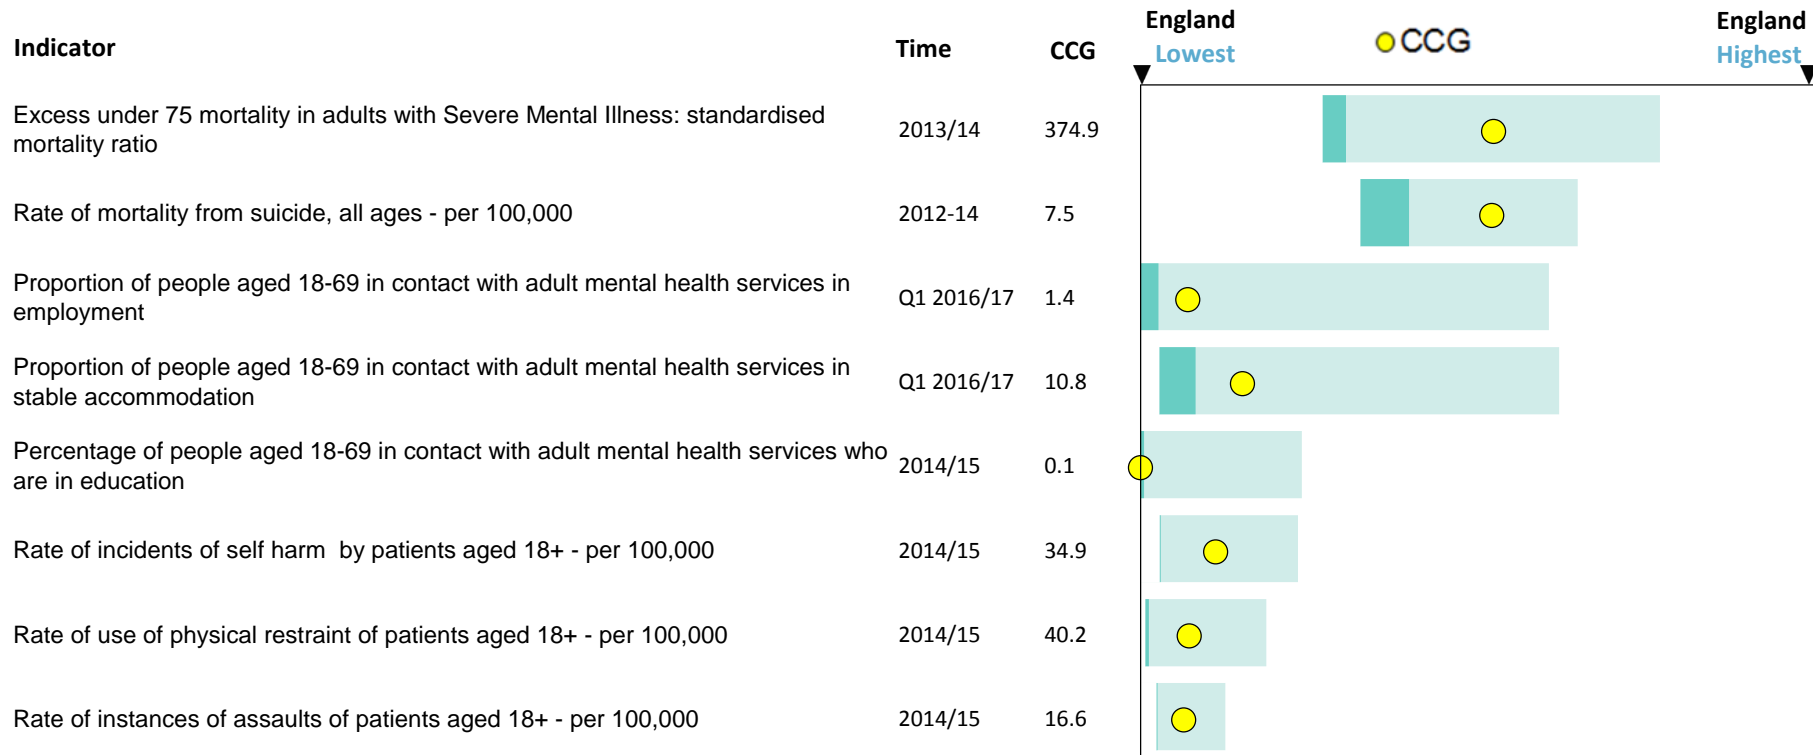 Indicator Time CCG England Lowest CCG England Highest
Excess under 75 mortality in adults with Severe Mental Illness: standardised
mortality ratio
2013/14 374.9
Rate of mortality from suicide, all ages - per 100,000 2012-14 7.5
Proportion of people aged 18-69 in contact with adult mental health services in
employment
Q1 2016/17 1.4
Proportion of people aged 18-69 in contact with adult mental health services in
stable accommodation
Q1 2016/17 10.8
Percentage of people aged 18-69 in contact with adult mental health services who
are in education
2014/15 0.1
Rate of incidents of self harm  by patients aged 18+ - per 100,000 2014/15 34.9
Rate of use of physical restraint of patients aged 18+ - per 100,000 2014/15 40.2
Rate of instances of assaults of patients aged 18+ - per 100,000 2014/15 16.6